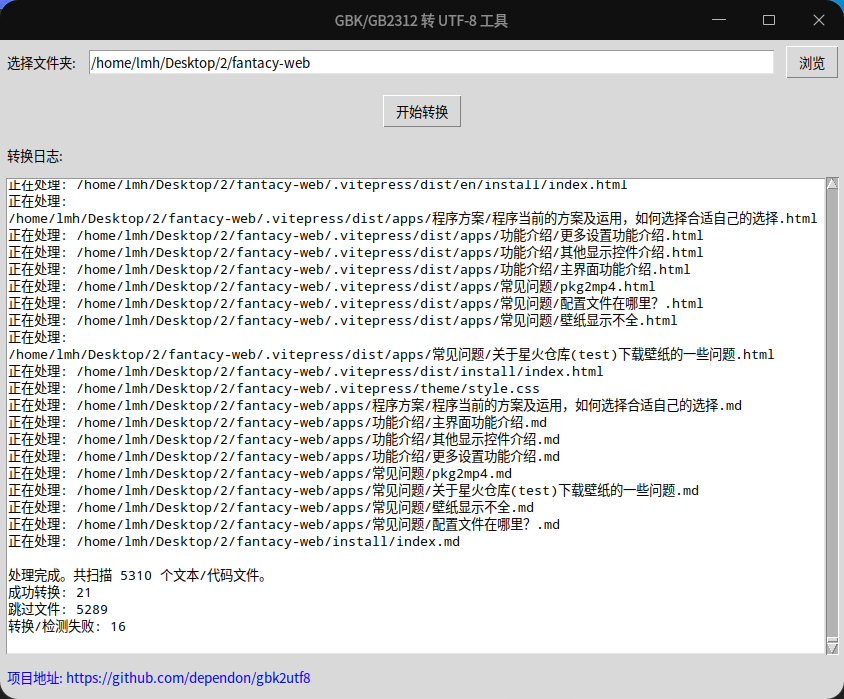 GBK/GB2312 转 UTF-8 工具
选择文件夹: /home/lmh/Desktop/2/fantacy-web 浏览
开始转换
转换日志:
正在处理: /home/lmh/Desktop/2/fantacy-web/.vitepress/dist/en/install/index.html
正在处理:
/home/lmh/Desktop/2/fantacy-web/.vitepress/dist/apps/程序方案/程序当前的方案及运用，如何选择合适自己的选择.html
正在处理: /home/lmh/Desktop/2/fantacy-web/.vitepress/dist/apps/功能介绍/更多设置功能介绍.html
正在处理: /home/lmh/Desktop/2/fantacy-web/.vitepress/dist/apps/功能介绍/其他显示控件介绍.html
正在处理: /home/lmh/Desktop/2/fantacy-web/.vitepress/dist/apps/功能介绍/主界面功能介绍.html
正在处理: /home/lmh/Desktop/2/fantacy-web/.vitepress/dist/apps/常见问题/pkg2mp4.html
正在处理: /home/lmh/Desktop/2/fantacy-web/.vitepress/dist/apps/常见问题/配置文件在哪里？.html
正在处理: /home/lmh/Desktop/2/fantacy-web/.vitepress/dist/apps/常见问题/壁纸显示不全.html
正在处理:
/home/lmh/Desktop/2/fantacy-web/.vitepress/dist/apps/常见问题/关于星火仓库(test)下载壁纸的一些问题.html
正在处理: /home/lmh/Desktop/2/fantacy-web/.vitepress/dist/install/index.html
正在处理: /home/lmh/Desktop/2/fantacy-web/.vitepress/theme/style.css
正在处理: /home/lmh/Desktop/2/fantacy-web/apps/程序方案/程序当前的方案及运用，如何选择合适自己的选择.md
正在处理: /home/lmh/Desktop/2/fantacy-web/apps/功能介绍/主界面功能介绍.md
正在处理: /home/lmh/Desktop/2/fantacy-web/apps/功能介绍/其他显示控件介绍.md
正在处理: /home/lmh/Desktop/2/fantacy-web/apps/功能介绍/更多设置功能介绍.md
正在处理: /home/lmh/Desktop/2/fantacy-web/apps/常见问题/pkg2mp4.md
正在处理: /home/lmh/Desktop/2/fantacy-web/apps/常见问题/关于星火仓库(test)下载壁纸的一些问题.md
正在处理: /home/lmh/Desktop/2/fantacy-web/apps/常见问题/壁纸显示不全.md
正在处理: /home/lmh/Desktop/2/fantacy-web/apps/常见问题/配置文件在哪里？.md
正在处理: /home/lmh/Desktop/2/fantacy-web/install/index.md
处理完成。共扫描 5310 个文本/代码文件。
成功转换: 21
跳过文件: 5289
转换/检测失败: 16
项目地址: https://github.com/dependon/gbk2utf8